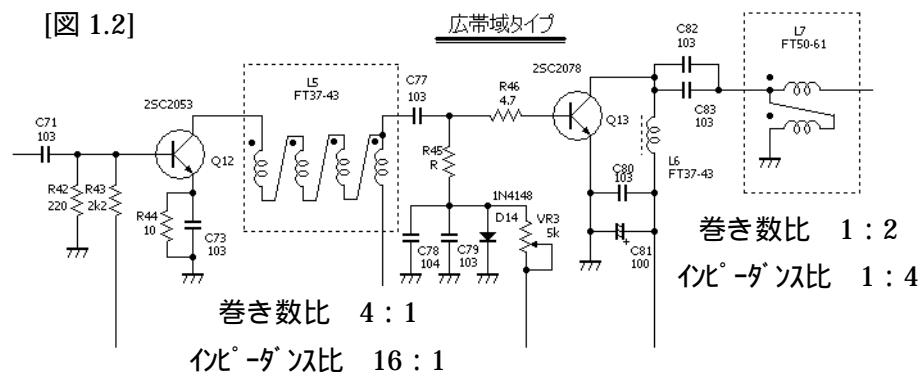 [図 1.2]
広帯域タイプ
L7
FT50-61
C82
103
2SC2078
L5
FT37-43
C77
103
R46
4.7
2SC2053
C83
103
C71
103
Q13
Q12
R45
R
L6
FT37-43
C80
103
R42
220
R43
2k2
1N4148
R44
10
D14
VR3
5k
C73
103
C78
104
C79
103
C81
100
巻き数比 1:2
インピーダンス比 1:4
巻き数比 4:1
インピーダンス比 16:1